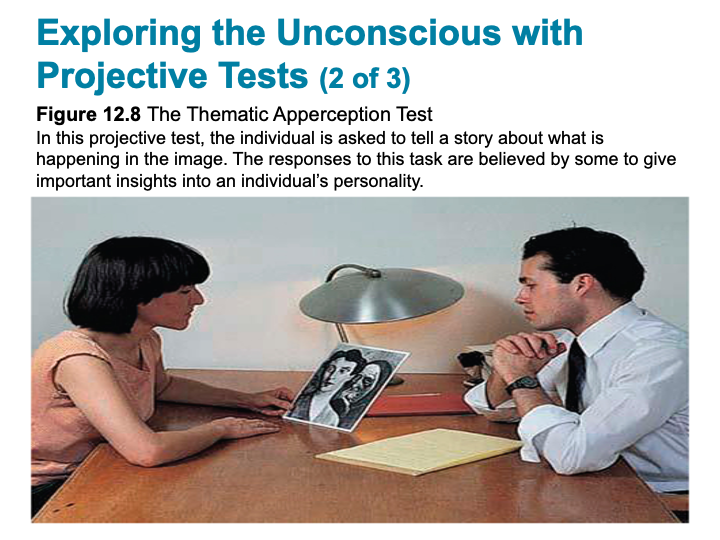 Exploring the Unconscious with
Projective Tests (2 of 3)
Figure 12.8 The Thematic Apperception Test
In this projective test, the individual is asked to tell a story about what is
happening in the image. The responses to this task are believed by some to give
important insights into an individual’s personality.